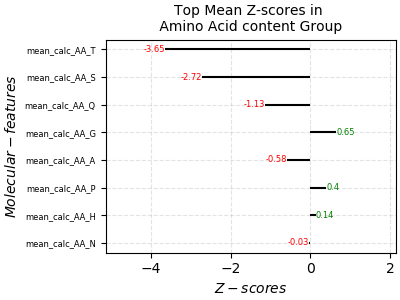 Top Mean Z-scores in
Amino Acid content Group
Molecular − features
mean_calc_AA_T
-3.65
mean_calc_AA_S
-2.72
mean_calc_AA_Q
-1.13
mean_calc_AA_G
0.65
mean_calc_AA_A
-0.58
mean_calc_AA_P
0.4
mean_calc_AA_H
0.14
mean_calc_AA_N
-0.03
−4 −2 0 2
Z − scores